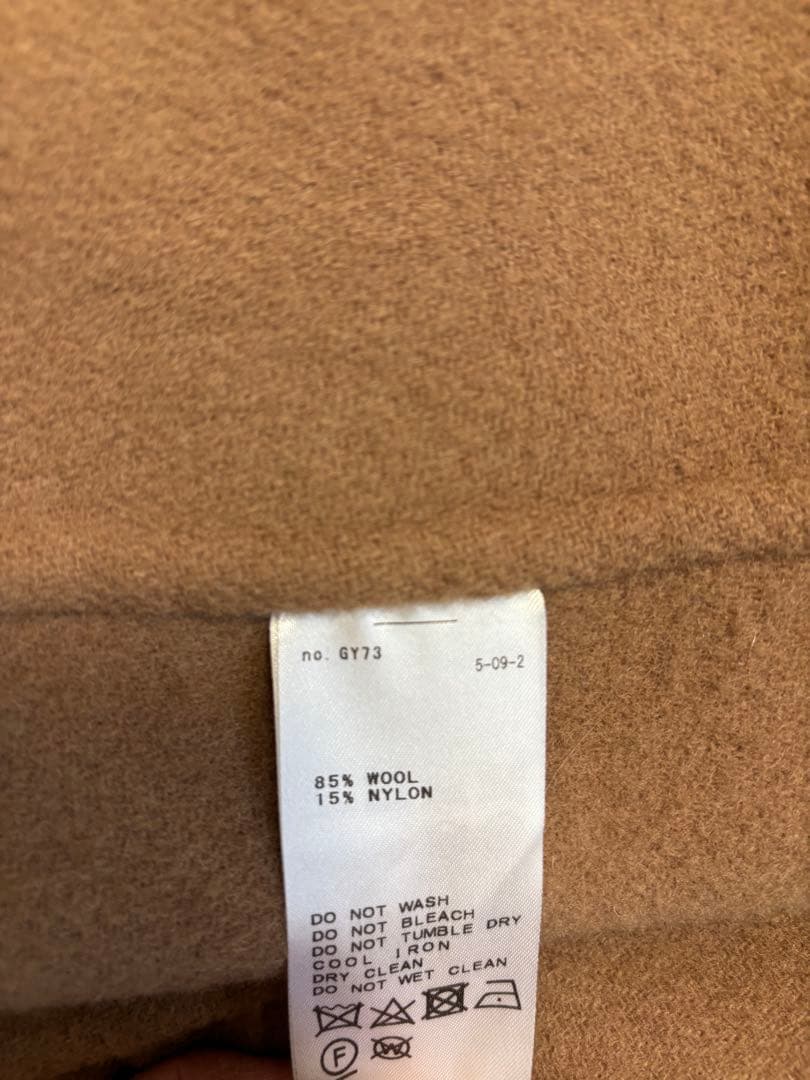 no. GY73 5-09-2
85% WOOL
15% NYLON
DO NOT WASH
DO NOT BLEACH
DO NOT TUMBLE DRY
COOL IRON
DRY CLEAN
DO NOT WET CLEAN
F W